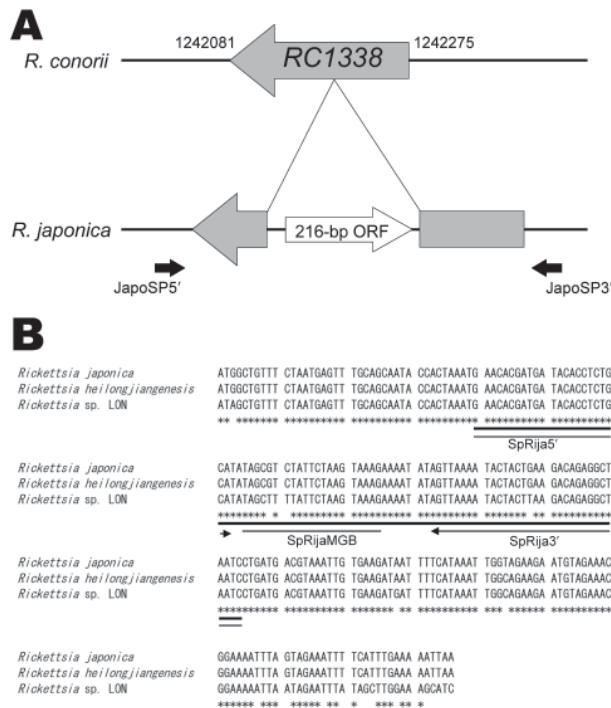 A
1242081 1242275
R. conorii RC1338
R. japonica 216-bp ORF
JapoSP5′ JapoSP3′
B
Rickettsia japonica ATGGCTGTTT CTAATGAGTT TGCAGCAATA CCACTAAATG AACACGATGA TACACCTCTG
Rickettsia heilongjiangenesis ATGGCTGTTT CTAATGAGTT TGCAGCAATA CCACTAAATG AACACGATGA TACACCTCTG
Rickettsia sp. LON ATAGCTGTTT CTAATGAGTT TGCAGCAATA CCACTAAATG AACACGATGA TACACCTCTG
** ******* ********** ********** ********** ********** **********
SpRija5′
Rickettsia japonica CATATAGCGT CTATTCTAAG TAAAGAAAAT ATAGTTAAAA TACTACTGAA GACAGAGGCT
Rickettsia heilongjiangenesis CATATAGCGT CTATTCTAAG TAAAGAAAAT ATAGTTAAAA TACTACTGAA GACAGAGGCT
Rickettsia sp. LON CATATAGCTT TTATTCTAAG TAAAGAAAAT ATAGTTAAAA TACTACTTAA GACAGAGGCT
******** * ********* ********** ********** ******* ** **********
SpRijaMGB SpRija3′
Rickettsia japonica AATCCTGATG ACGTAAATTG TGAAGATAAT TTTCATAAAT TGGTAGAAGA AATGTAGAAAC
Rickettsia heilongjiangenesis AATCCTGATG ACGTAAATTG TGAAGATAAT TTTCATAAAT TGGCAGAAGA AATGTAGAAAC
Rickettsia sp. LON AATCCTGATG ACGTAAATTG TGAAGATGAT TTTCATAAAT TGGCAGAAGA AATGTAGAAAC
********** ********** ******* ** ********** *** ****** **********
Rickettsia japonica GGAAAATTTA GTAGAAATTT TCATTTGAAA AATTAA
Rickettsia heilongjiangenesis GGAAAATTTA GTAGAAATTT TCATTTGAAA AATTAA
Rickettsia sp. LON GGAAAAATTAA ATAGAATTTA TAGCTTGGAA AAGCATC
****** *** ***** ** * *** ** *